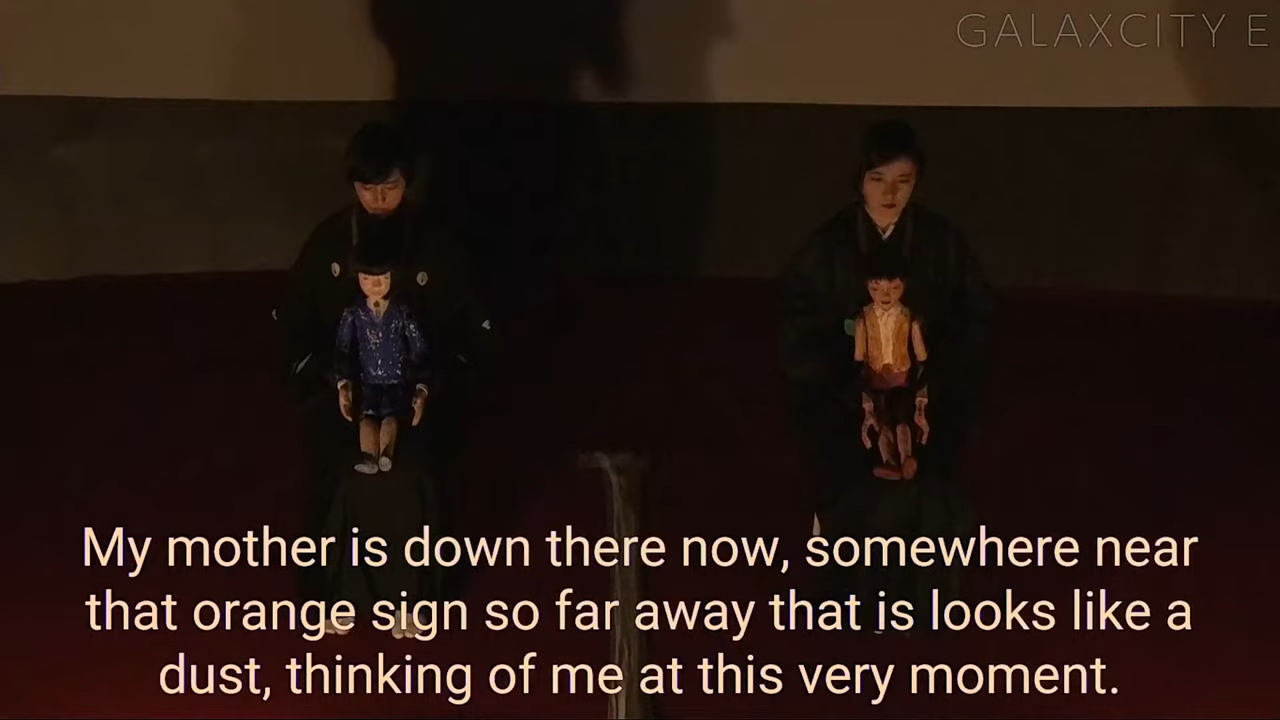 GALAXCITY E
My mother is down there now, somewhere near
that orange sign so far away that is looks like a
dust, thinking of me at this very moment.